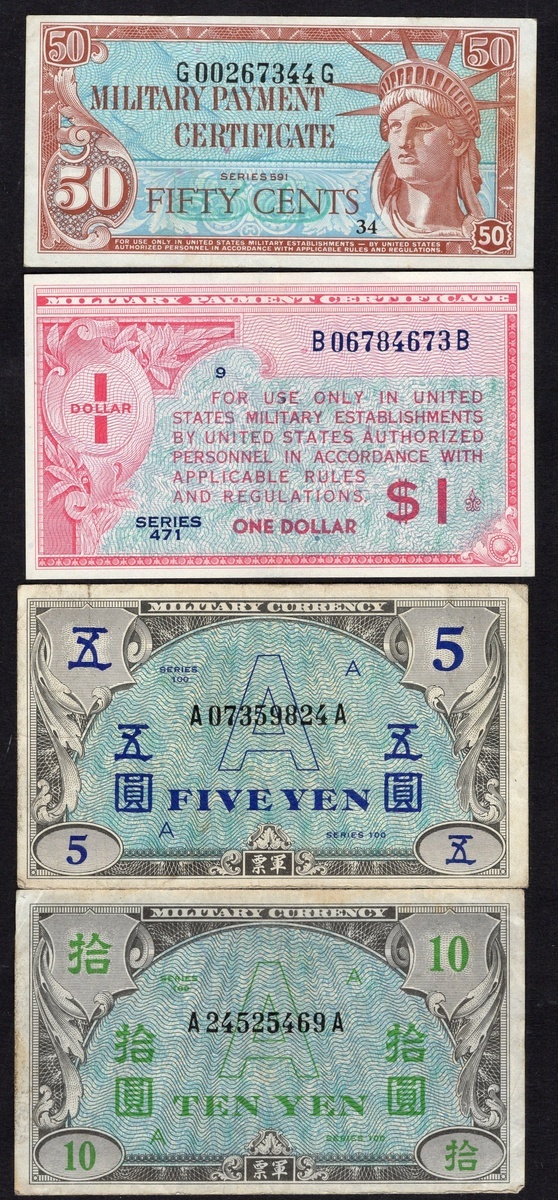 50 50
G00267344G
MILITARY PAYMENT
CERTIFICATE
SERIES 591
50 FIFTY CENTS
34
50
FOR USE ONLY IN UNITED STATES MILITARY ESTABLISHMENTS — BY UNITED STATES
AUTHORIZED PERSONNEL IN ACCORDANCE WITH APPLICABLE RULES AND REGULATIONS.
MILITARY PAYMENT CERTIFICATE
B06784673B
9
1
DOLLAR
FOR USE ONLY IN UNITED
STATES MILITARY ESTABLISHMENTS
BY UNITED STATES AUTHORIZED
PERSONNEL IN ACCORDANCE WITH
APPLICABLE RULES
AND REGULATIONS.
$1
SERIES
471
ONE DOLLAR
MILITARY CURRENCY
五 5
SERIES
100
A
A
A07359824A
五 五
圓 FIVE YEN 圓
A SERIES 100
5 五
票軍
MILITARY CURRENCY
拾 10
SERIES
100
A
A
A24525469A
拾 拾
圓 TEN YEN 圓
A SERIES 100
10 拾
票軍